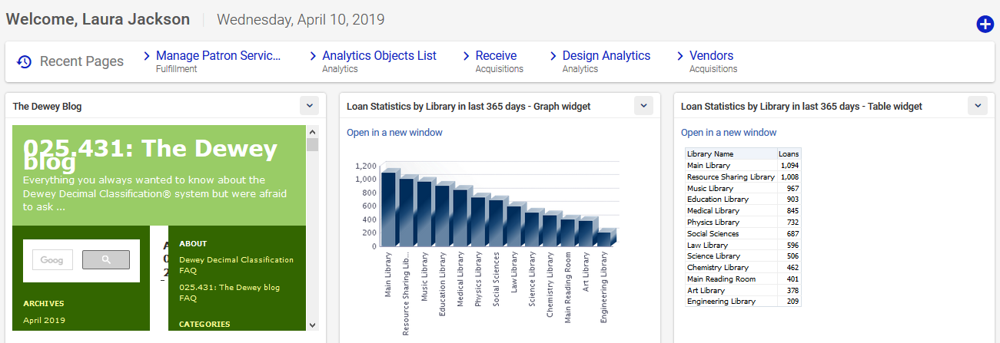 Welcome, Laura Jackson
Wednesday, April 10, 2019
Recent Pages
Manage Patron Servic...
Fulfillment
Analytics Objects List
Analytics
Receive
Acquisitions
Design Analytics
Analytics
Vendors
Acquisitions
The Dewey Blog
025.431: The Dewey
blog
Everything you always wanted to know about the
Dewey Decimal Classification® system but were afraid
to ask ...
Goog
ARCHIVES
April 2019
ABOUT
Dewey Decimal Classification
FAQ
025.431: The Dewey blog
FAQ
CATEGORIES
Loan Statistics by Library in last 365 days - Graph widget
Open in a new window
1,200
1,000
800
600
400
200
0
Main Library
Resource Sharing Lib...
Music Library
Education Library
Medical Library
Physics Library
Social Sciences
Law Library
Science Library
Chemistry Library
Main Reading Room
Art Library
Engineering Library
Loan Statistics by Library in last 365 days - Table widget
Open in a new window
Library Name Loans
Main Library 1,094
Resource Sharing Library 1,008
Music Library 967
Education Library 903
Medical Library 845
Physics Library 732
Social Sciences 687
Law Library 596
Science Library 506
Chemistry Library 462
Main Reading Room 401
Art Library 378
Engineering Library 209